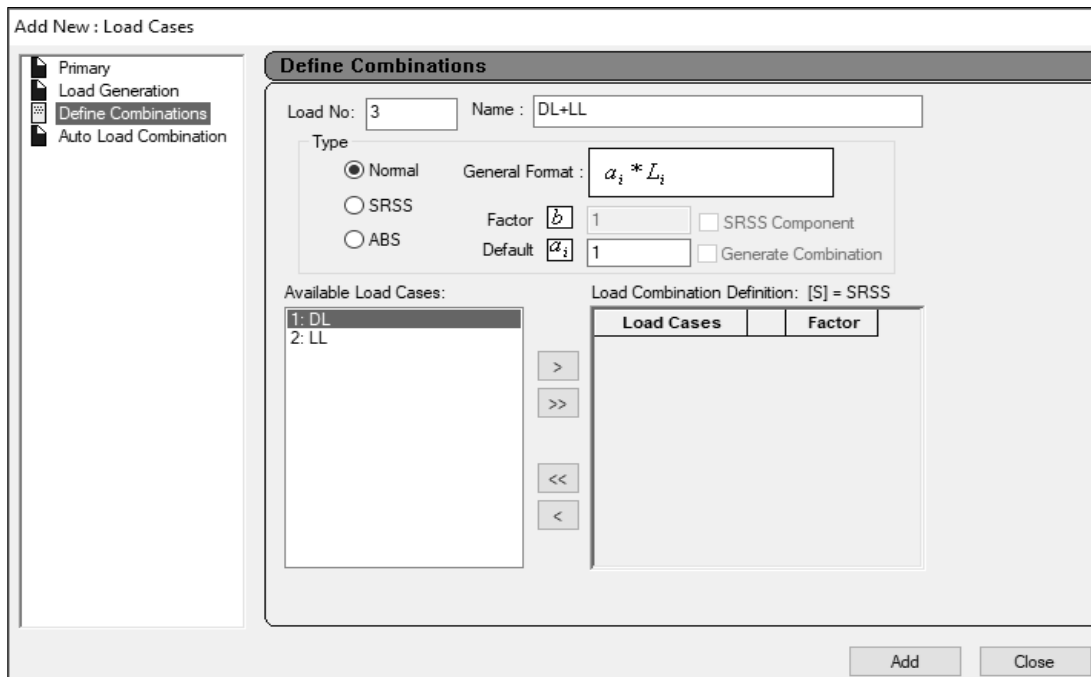 Add New : Load Cases
Primary
Load Generation
Define Combinations
Auto Load Combination
Define Combinations
Load No: 3 Name : DL+LL
Type
Normal General Format : a_i * L_i
SRSS
Factor b 1 SRSS Component
ABS
Default a_i 1 Generate Combination
Available Load Cases:
1: DL
2: LL
>
>>
<<
<
Load Combination Definition: [S] = SRSS
Load Cases Factor
Add Close